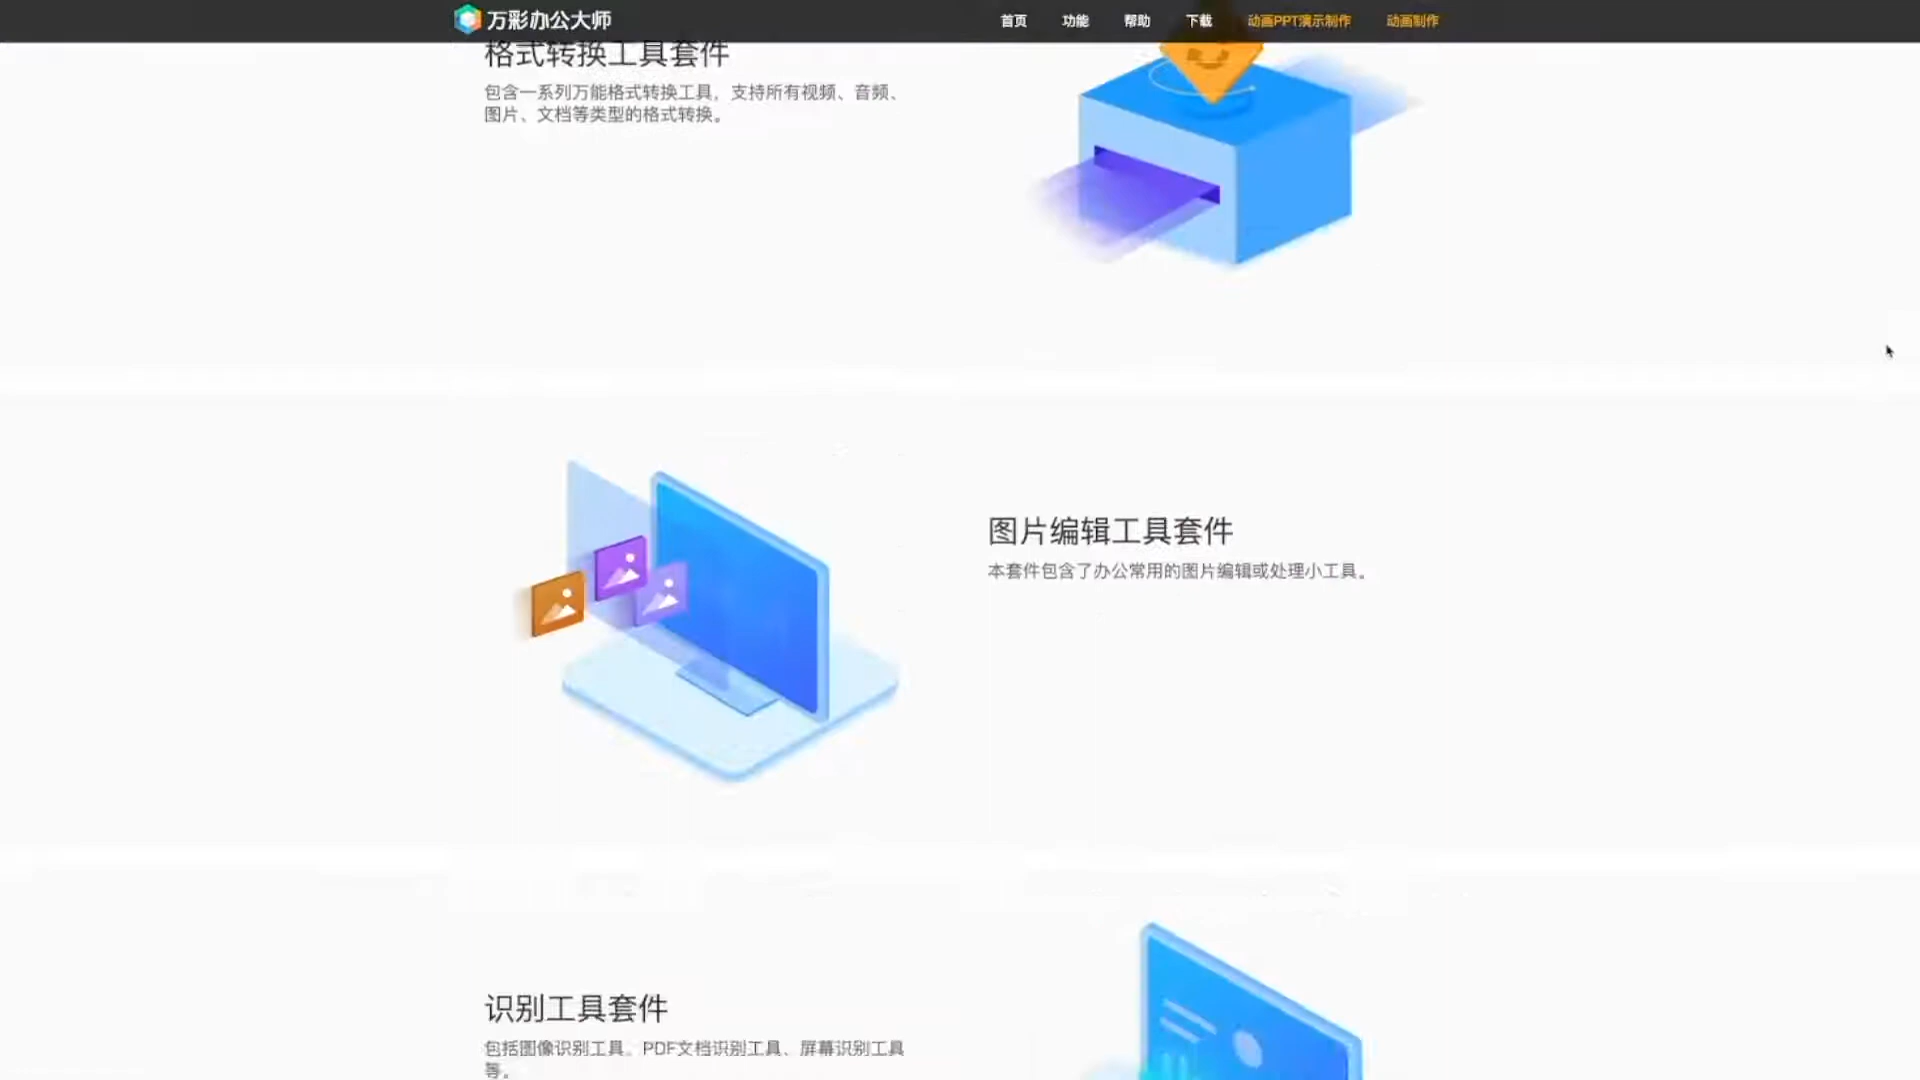 万彩办公大师
首页 功能 帮助 下载 动画PPT演示制作 动画制作
格式转换工具套件
包含一系列万能格式转换工具，支持所有视频、音频、
图片、文档等类型的格式转换。
图片编辑工具套件
本套件包含了办公常用的图片编辑或处理小工具。
识别工具套件
包括图像识别工具、PDF文档识别工具、屏幕识别工具
等。